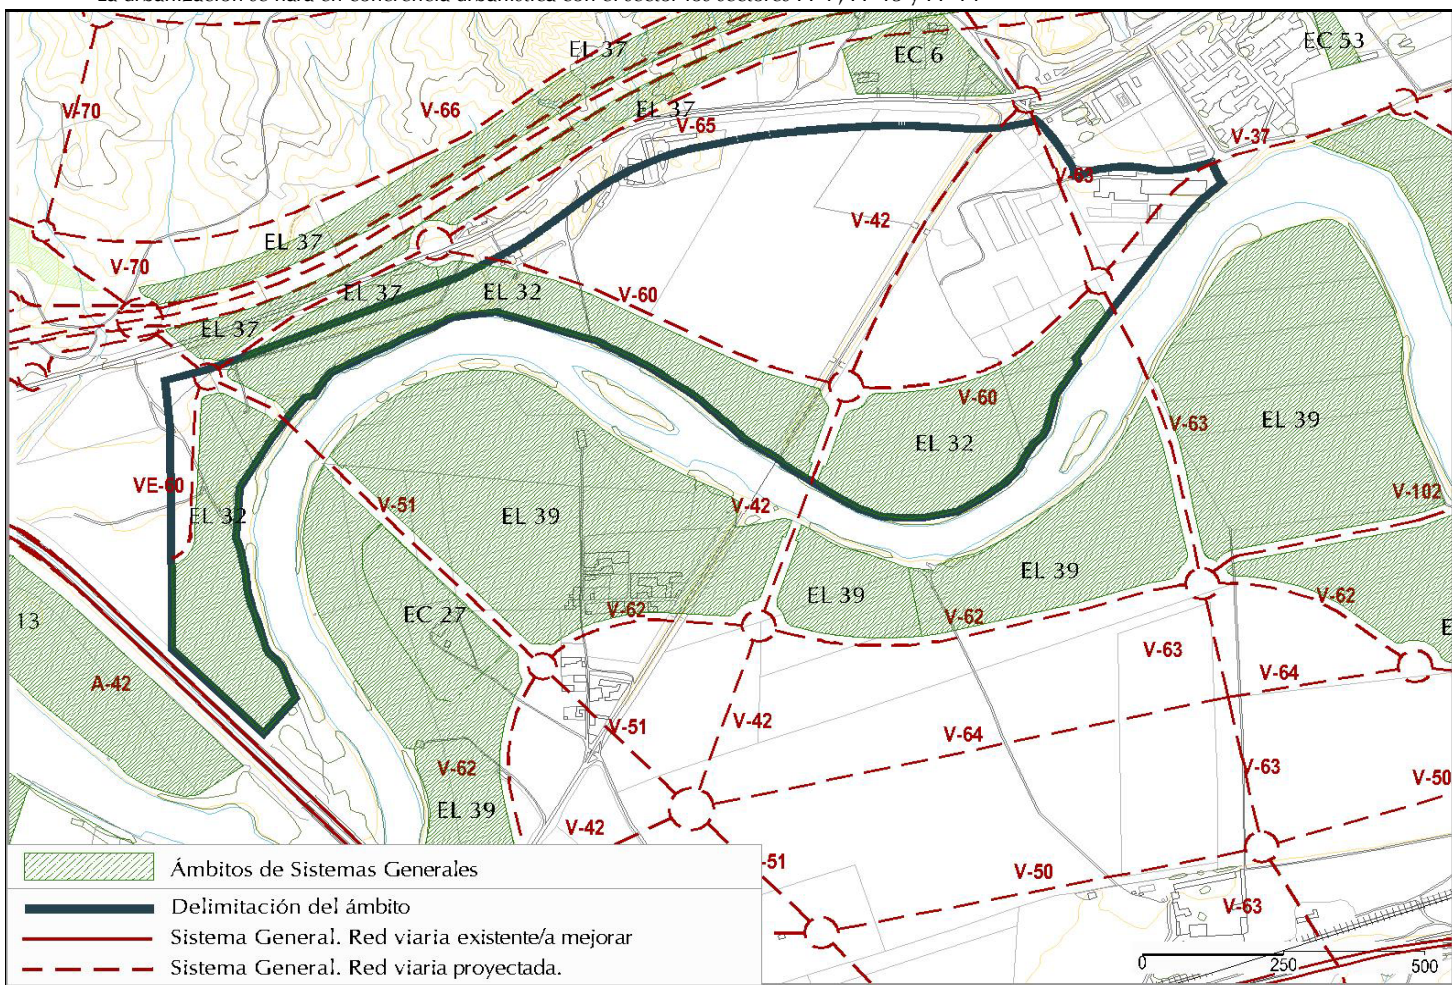 EL 37
EC 53
EC 6
V-70
V-66
EL 37
V-65
V-37
V-63
V-42
EL 37
V-70
EL 37
EL 32
V-60
EL 37
V-60
V-63
EL 39
EL 32
VE-60
V-51
V-42
V-102
EL 32
EL 39
EL 39
EL 39
V-62
EC 27
V-62
V-62
13
V-63
V-64
A-42
V-51
V-42
V-64
V-62
V-63
V-50
EL 39
V-42
-51
V-50
V-63
Ámbitos de Sistemas Generales
Delimitación del ámbito
Sistema General. Red viaria existente/a mejorar
Sistema General. Red viaria proyectada.
0 250 500